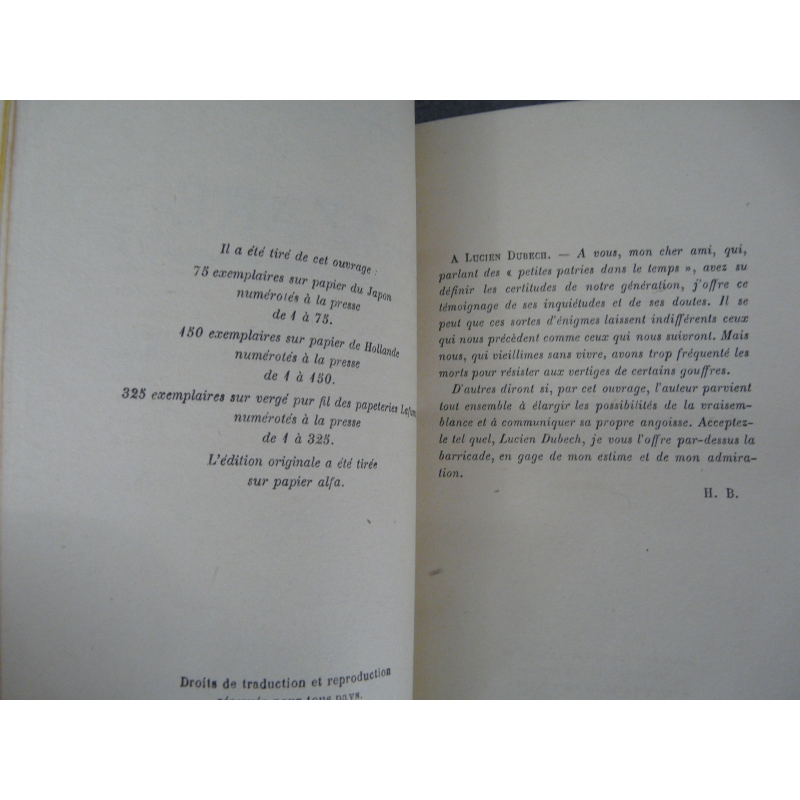 Il a été tiré de cet ouvrage :
75 exemplaires sur papier du Japon
numérotés à la presse
de 1 à 75.
150 exemplaires sur papier de Hollande
numérotés à la presse
de 1 à 150.
325 exemplaires sur vergé pur fil des papeteries
numérotés à la presse
de 1 à 325.
L'édition originale a été tirée
sur papier alfa.
Droits de traduction et reproduction
pour tous pays.
A LUCIEN DUBECH. — A vous, mon cher ami, qui,
parlant des « petites patries dans le temps », avez su
définir les certitudes de notre génération, j'offre ce
témoignage de ses inquiétudes et de ses doutes. Il se
peut que ces sortes d'énigmes laissent indifférents ceux
qui nous précèdent comme ceux qui nous suivront. Mais
nous, qui vieillîmes sans vivre, avons trop fréquenté les
morts pour résister aux vertiges de certains gouffres.
D'autres diront si, par cet ouvrage, l'auteur parvient
tout ensemble à élargir les possibilités de la vraisem-
blance et à communiquer sa propre angoisse. Acceptez-
le tel quel, Lucien Dubech, je vous l'offre par-dessus la
barricade, en gage de mon estime et de mon admira-
tion.
H. B.